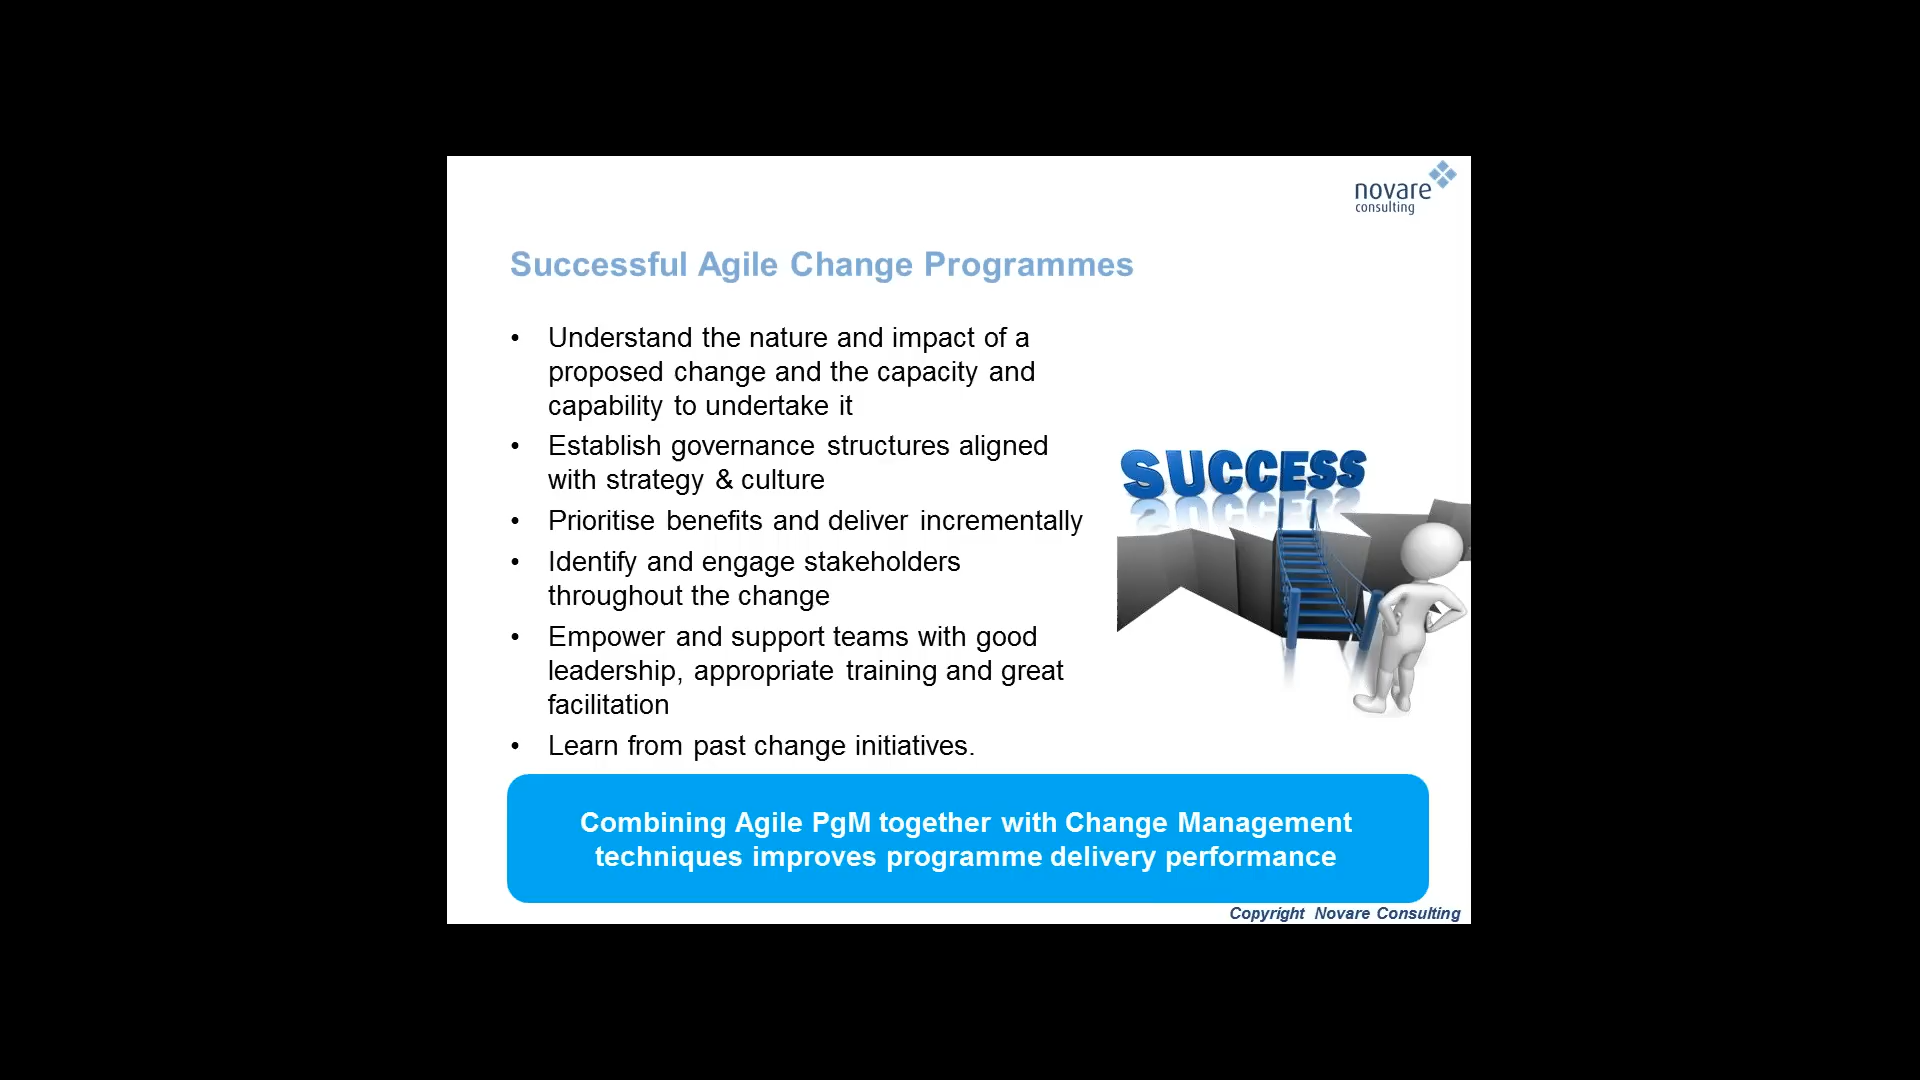 novare
consulting
Successful Agile Change Programmes
• Understand the nature and impact of a
proposed change and the capacity and
capability to undertake it
• Establish governance structures aligned
with strategy & culture
• Prioritise benefits and deliver incrementally
• Identify and engage stakeholders
throughout the change
• Empower and support teams with good
leadership, appropriate training and great
facilitation
• Learn from past change initiatives.
SUCCESS
Combining Agile PgM together with Change Management
techniques improves programme delivery performance
Copyright Novare Consulting